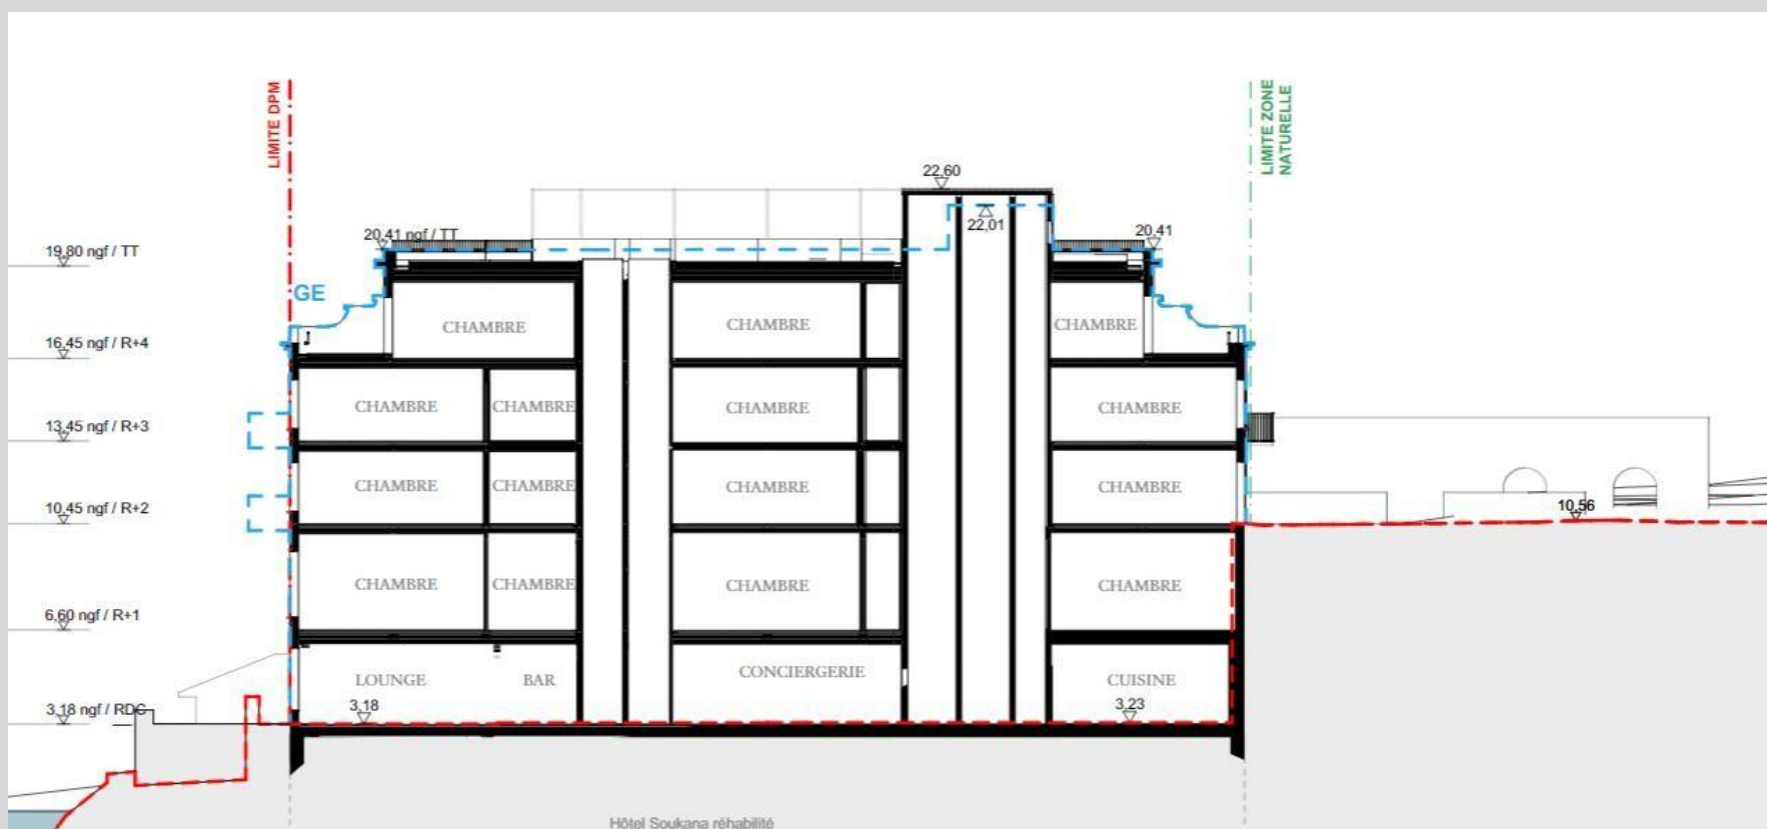 LIMITE DPM
LIMITE ZONE
NATURELLE
22,60
22,01
20,41 ngf / TT
20,41
19,80 ngf / TT
GE
CHAMBRE
CHAMBRE
CHAMBRE
16,45 ngf / R+4
CHAMBRE
CHAMBRE
CHAMBRE
CHAMBRE
13,45 ngf / R+3
CHAMBRE
CHAMBRE
CHAMBRE
CHAMBRE
10,45 ngf / R+2
10,56
CHAMBRE
CHAMBRE
CHAMBRE
CHAMBRE
6,60 ngf / R+1
LOUNGE
BAR
CONCIERGERIE
CUISINE
3,18 ngf / RDC
3,18
3,23
Hôtel Soukana réhabilité